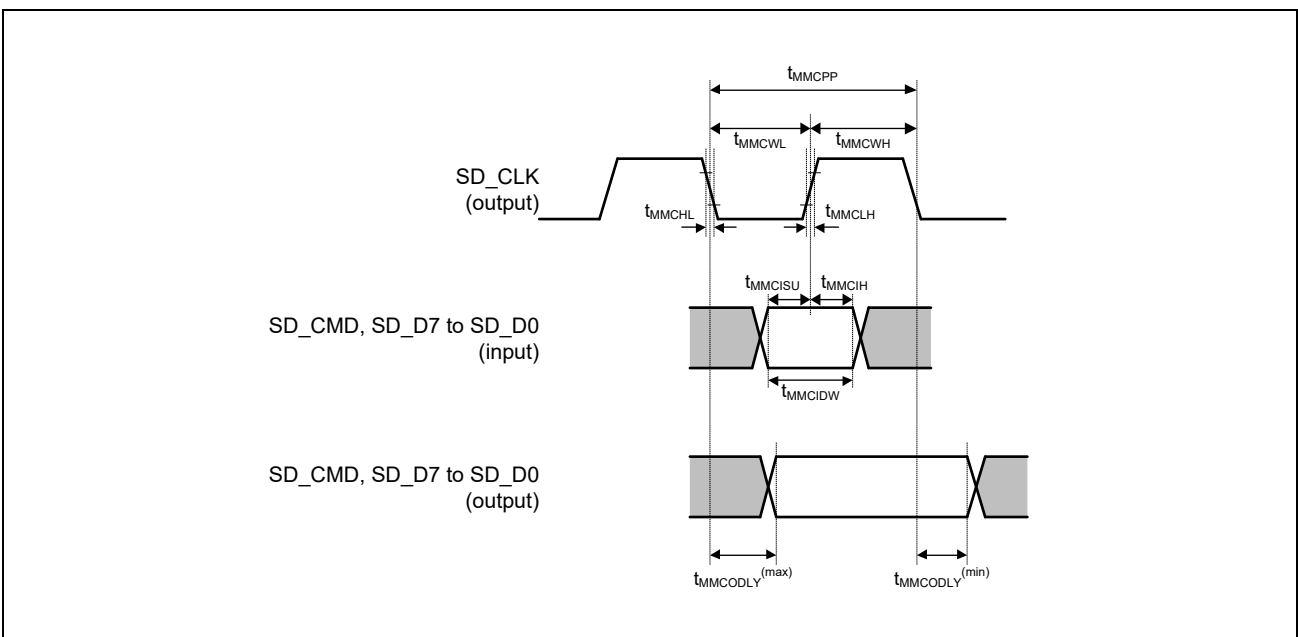 tMMCPP
tMMCWL
tMMCWH
SD_CLK
(output)
tMMCHL
tMMCLH
tMMCISU
tMMCIH
SD_CMD, SD_D7 to SD_D0
(input)
tMMCIDW
SD_CMD, SD_D7 to SD_D0
(output)
tMMCODLY(max)
tMMCODLY(min)